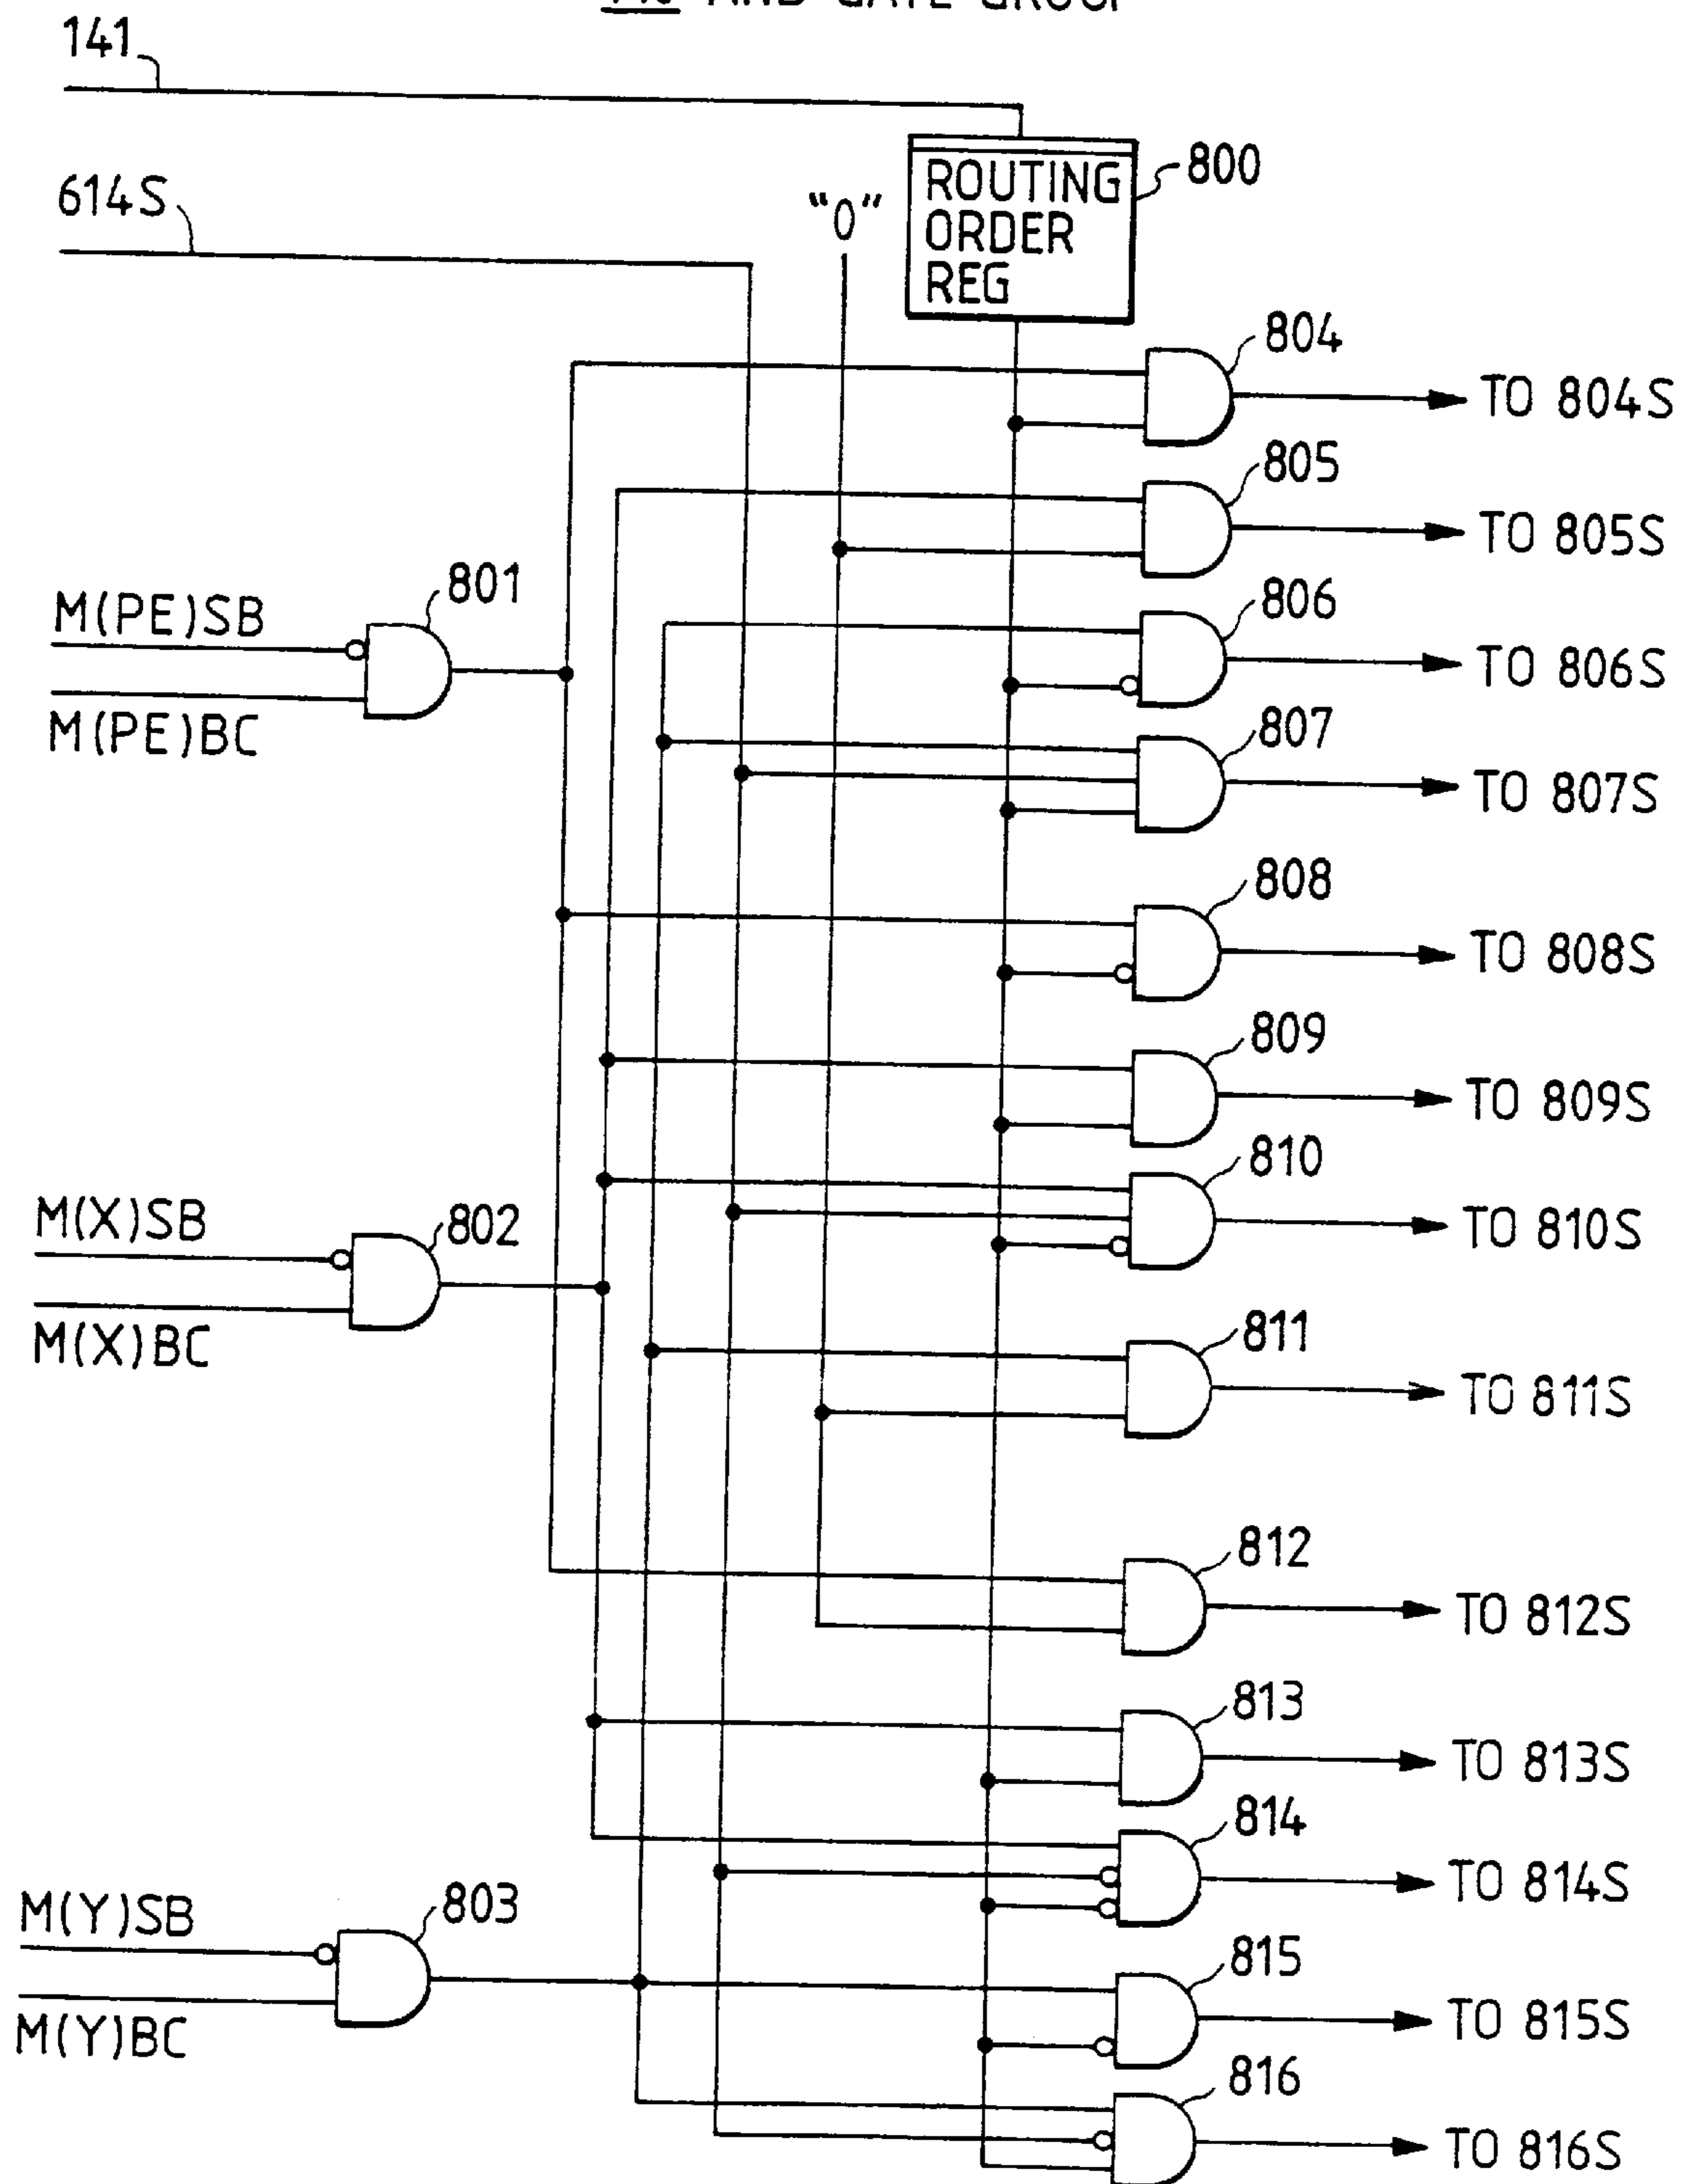 AND GATE GROUP
141
614S
"0"
ROUTING
ORDER
REG
800
804
TO 804S
805
TO 805S
M(PE)SB
801
M(PE)BC
806
TO 806S
807
TO 807S
808
TO 808S
809
TO 809S
M(X)SB
802
M(X)BC
810
TO 810S
811
TO 811S
812
TO 812S
813
TO 813S
814
TO 814S
M(Y)SB
803
M(Y)BC
815
TO 815S
816
TO 816S